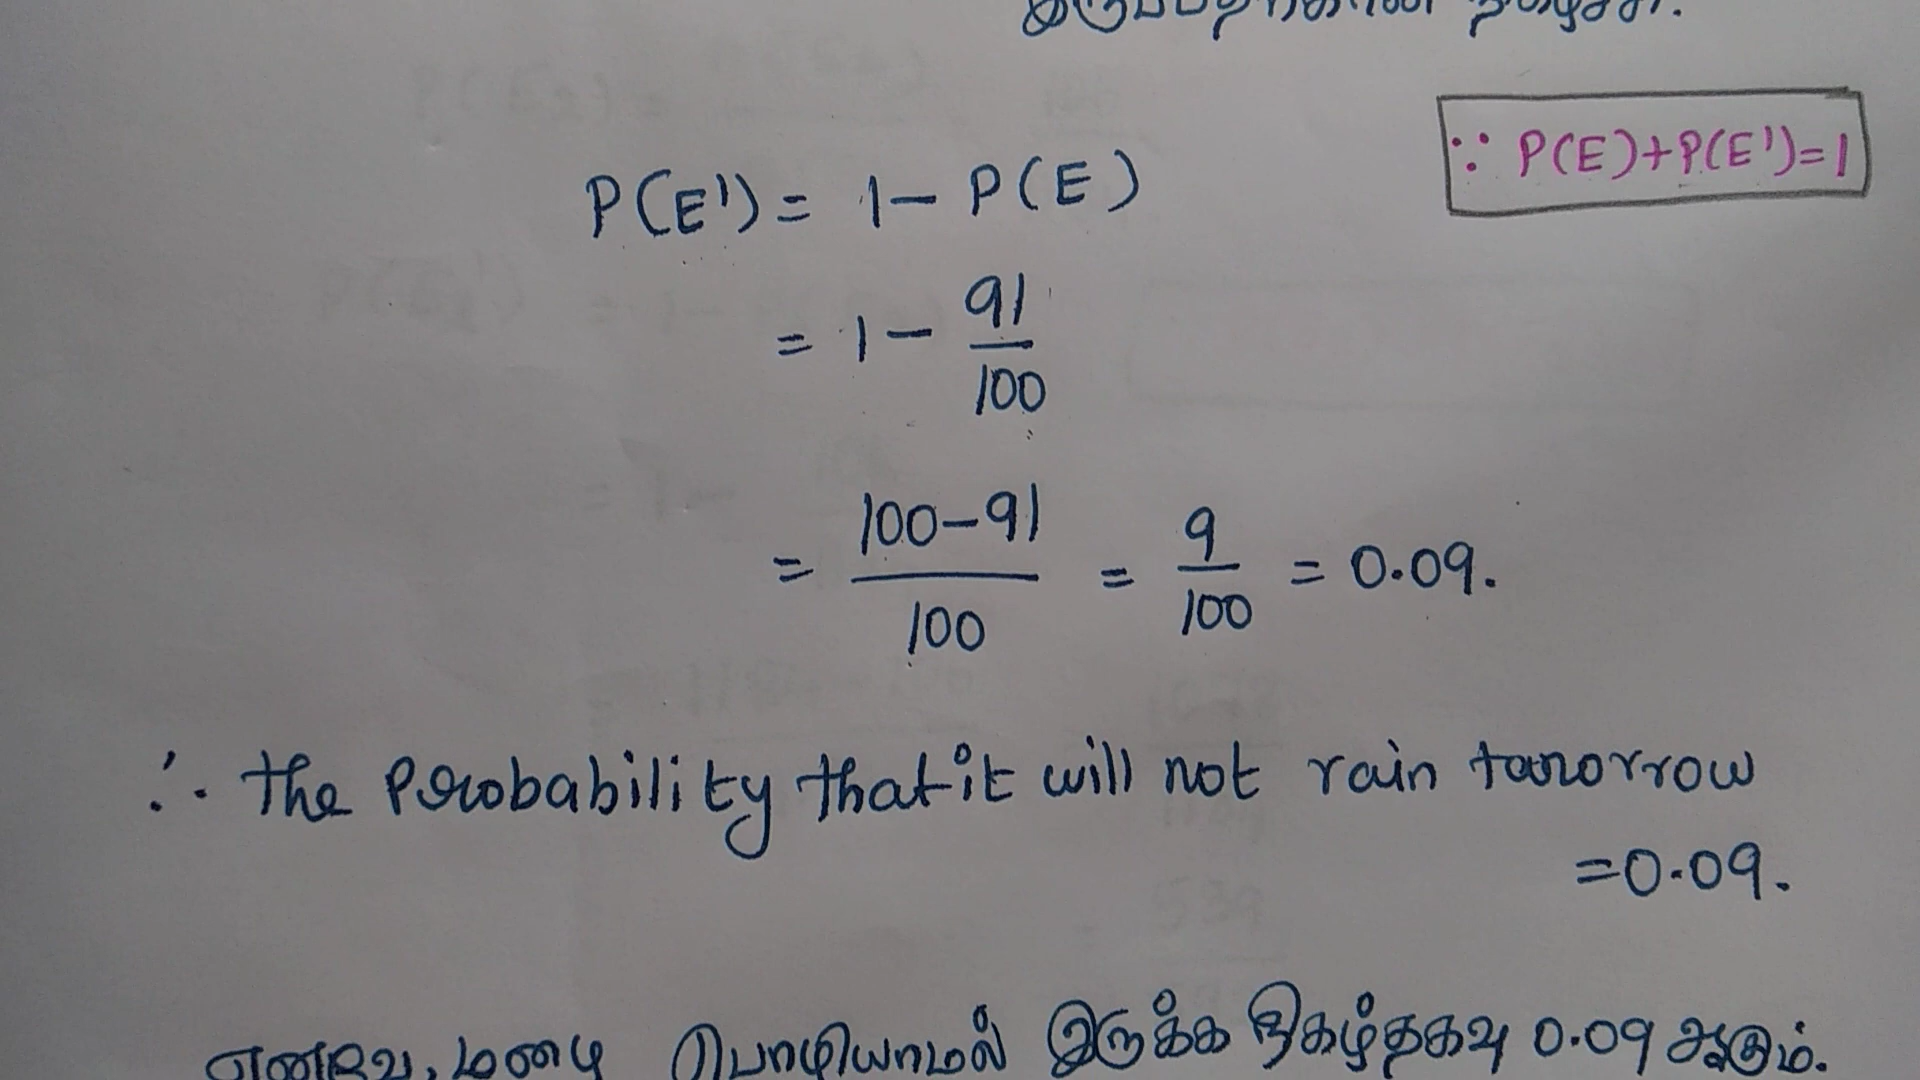 ∵ P(E)+P(E')=1
P(E') = 1 - P(E)
= 1 - 91/100
= 100-91/100 = 9/100 = 0.09.
∴ the Probability that it will not rain tomorrow
=0.09.
எனவே, மழை பொழியாமல் இருக்க நிகழ்தகவு 0.09 ஆகும்.